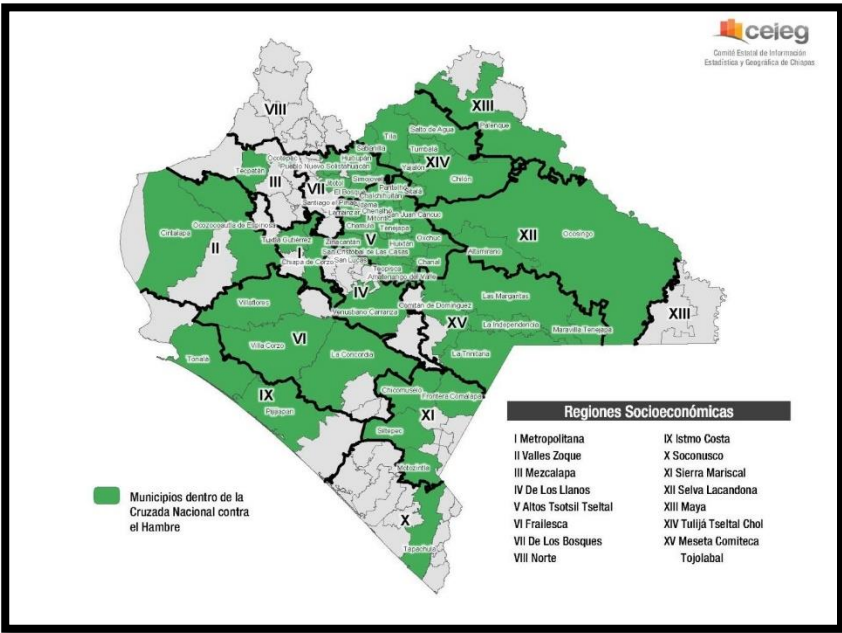 ceieg
Comité Estatal de Información
Estadística y Geográfica de Chiapas
VIII
XIII
Palenque
Tila
Salto de Agua
Sabanilla
Tumbalá
XIV
Yajalón
Chilón
Tecpatán
III
VII
Pueblo Nuevo
Huitiupán
Simojovel
El Bosque
Pantelhó
Santiago el Pinar
Larrainzar
Chenalho
San Juan Cancuc
Chamula
Tenejapa
V
Oxchuc
Zinacantán
Huixtán
San Cristóbal de Las Casas
Chanal
San Lucas
Teopisca
Amatenango del Valle
XII
Ocosingo
Altamirano
Cintalapa
Ocozocoautla de Espinosa
II
Tuxtla Gutiérrez
I
Chiapa de Corzo
IV
Venustiano Carranza
Comitán de Domínguez
Las Margaritas
XV
La Independencia
Maravilla Tenejapa
La Trinitaria
XIII
Villaflores
VI
Villa Corzo
La Concordia
Tonalá
IX
Pijijiapan
Chicomuselo
Frontera Comalapa
XI
Siltepec
Motozintla
X
Tapachula
Municipios dentro de la
Cruzada Nacional contra
el Hambre
Regiones Socioeconómicas
I Metropolitana
II Valles Zoque
III Mezcalapa
IV De Los Llanos
V Altos Tsotsil Tseltal
VI Frailesca
VII De Los Bosques
VIII Norte
IX Istmo Costa
X Soconusco
XI Sierra Mariscal
XII Selva Lacandona
XIII Maya
XIV Tulijá Tseltal Chol
XV Meseta Comiteca
Tojolabal